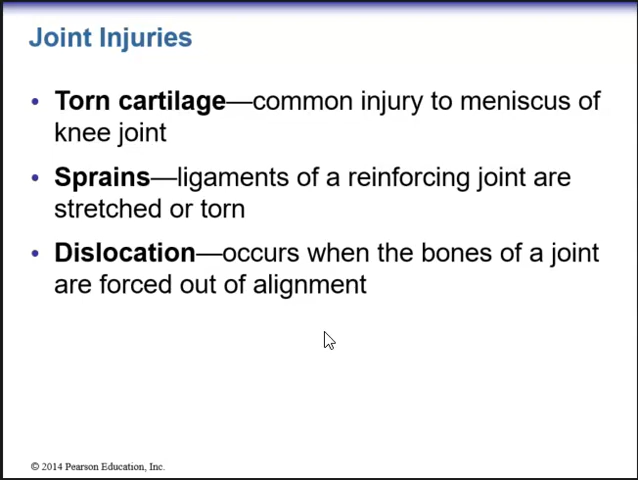 Joint Injuries
• Torn cartilage—common injury to meniscus of
knee joint
• Sprains—ligaments of a reinforcing joint are
stretched or torn
• Dislocation—occurs when the bones of a joint
are forced out of alignment
© 2014 Pearson Education, Inc.